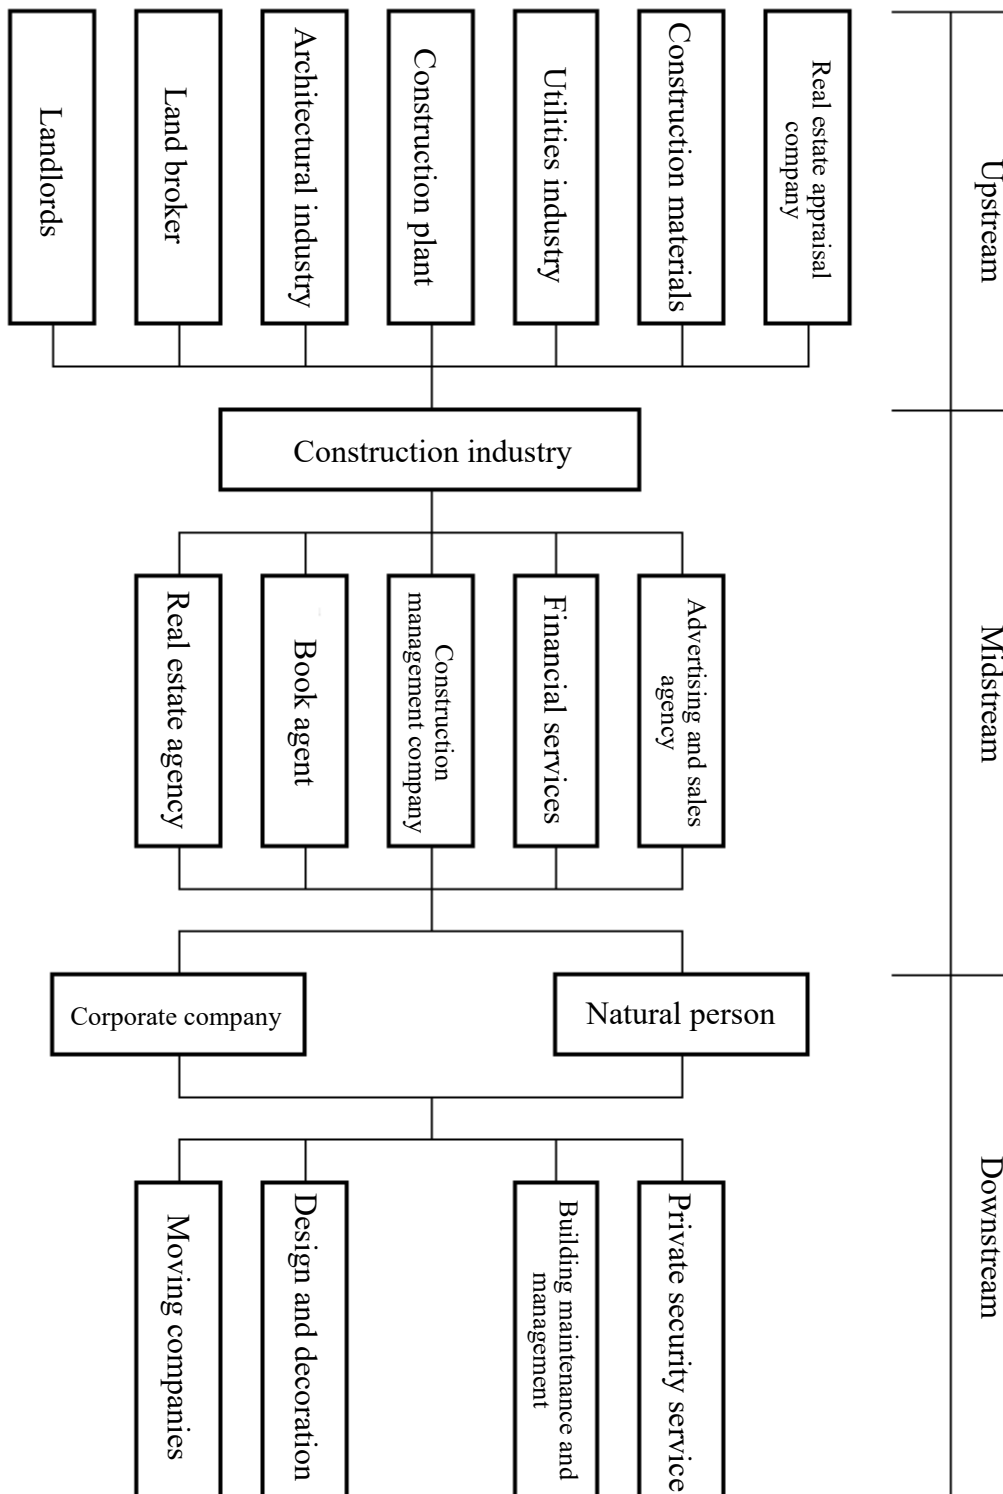 Landlords
Land broker
Architectural industry
Construction plant
Utilities industry
Construction materials
Real estate appraisal
company
Upstream
Construction industry
Real estate agency
Book agent
Construction
management company
Financial services
Advertising and sales
agency
Midstream
Corporate company
Natural person
Moving companies
Design and decoration
Building maintenance and
management
Private security service
Downstream